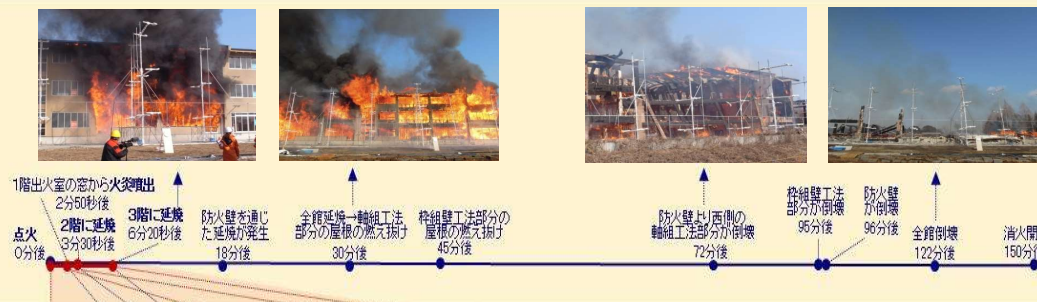 点火
0分後
1階出火室の窓から火炎噴出
2分50秒後
2階に延焼
3分30秒後
3階に延焼
6分20秒後
防火壁を通じ
た延焼が発生
18分後
全館延焼→軸組工法
部分の屋根の燃え抜け
30分後
枠組壁工法部分の
屋根の燃え抜け
45分後
防火壁より西側の
軸組工法部分が倒壊
72分後
枠組壁工法
部分が倒壊
95分後
防火壁
が倒壊
96分後
全館倒壊
122分後
消火開
150分後